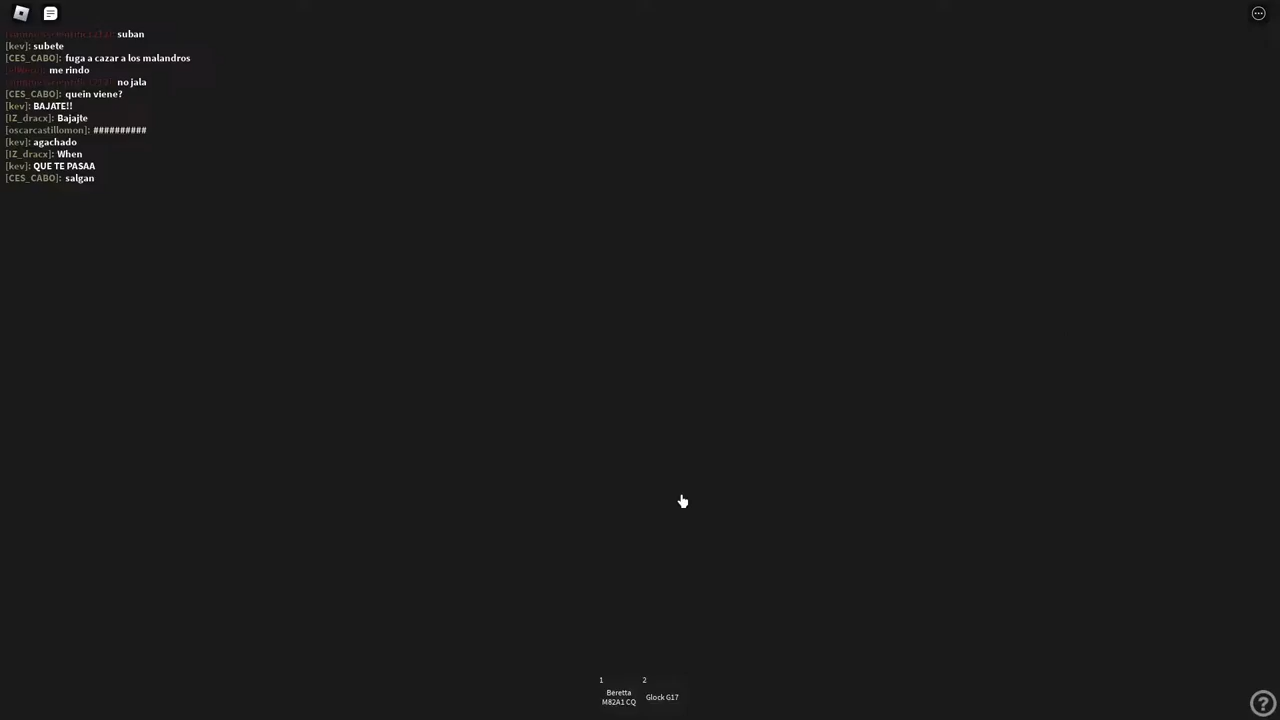 suban
[kev]: subete
[CES_CABO]: fuga a cazar a los malandros
me rindo
no jala
[CES_CABO]: quein viene?
[kev]: BAJATE!!
[IZ_dracx]: Bajajte
[oscarcastillomon]: ##########
[kev]: agachado
[IZ_dracx]: When
[kev]: QUE TE PASAA
[CES_CABO]: salgan
1
Beretta
M82A1 CQ
2
Glock G17
?